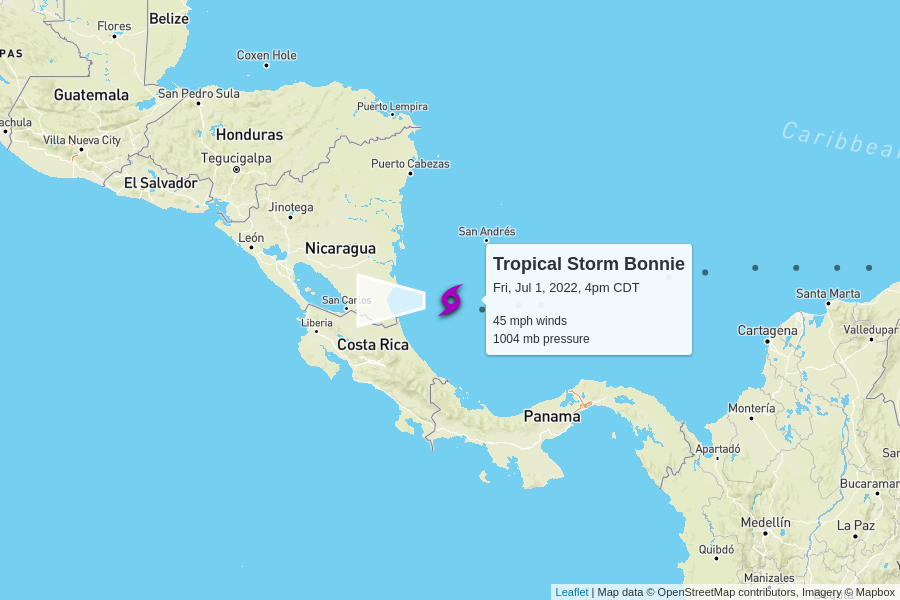 Belize
Flores
PAS
Coxen Hole
Guatemala
San Pedro Sula
Puerto Lempira
achula
Villa Nueva City
Honduras
Caribbea
Tegucigalpa
Puerto Cabezas
El Salvador
Jinotega
San Andrés
León
Nicaragua
Tropical Storm Bonnie
Fri, Jul 1, 2022, 4pm CDT
45 mph winds
1004 mb pressure
San Carlos
Santa Marta
Liberia
Costa Rica
Cartagena
Valledupar
Panama
Montería
Apartadó
San
Bucaraman
Medellín
La Paz
Quibdó
Manizales
Leaflet | Map data © OpenStreetMap contributors, Imagery © Mapbox